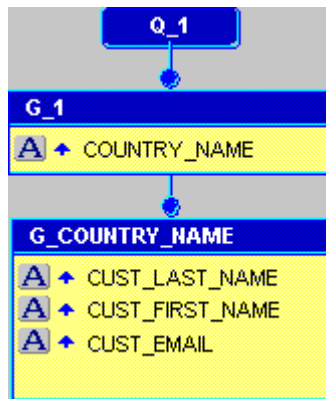 Q_1
G_1
A COUNTRY_NAME
G_COUNTRY_NAME
A CUST_LAST_NAME
A CUST_FIRST_NAME
A CUST_EMAIL